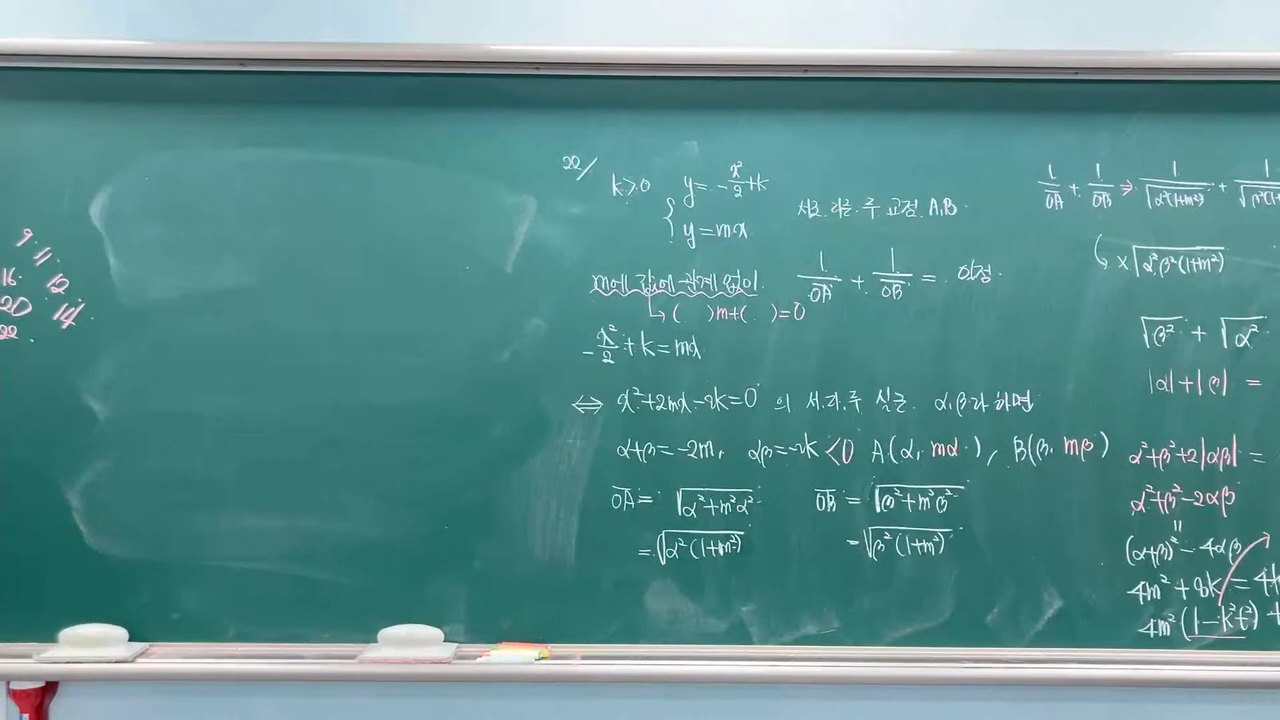 9. 11.
16 12
20 14.
22.
22/
k>0 { y = -x²/2 + k
y = mx
서로 다른 두 교점 A, B.
m에 값에 관계없이 1/OA + 1/OB = 일정
↳ ( )m+( )=0
-x²/2 + k = mx
⇔ x²+2mx-2k=0 의 서.다.두 실근 α,β라 하면
α+β=-2m, αβ=-2k <0 A(α, mα), B(β, mβ)
OA = √(α²+m²α²) OB = √(β²+m²β²)
= √(α²(1+m²)) = √(β²(1+m²))
1/OA + 1/OB ⇒ 1/√(α²(1+m²)) + 1/√(β²(1+
×√(α²β²(1+m²))
√β² + √α²
|α|+|β| =
α²+β²+2|αβ| =
α²+β²-2αβ
"
(α+β)²-4αβ
4m²+8k = 4k
4m²(1-k²t²) +